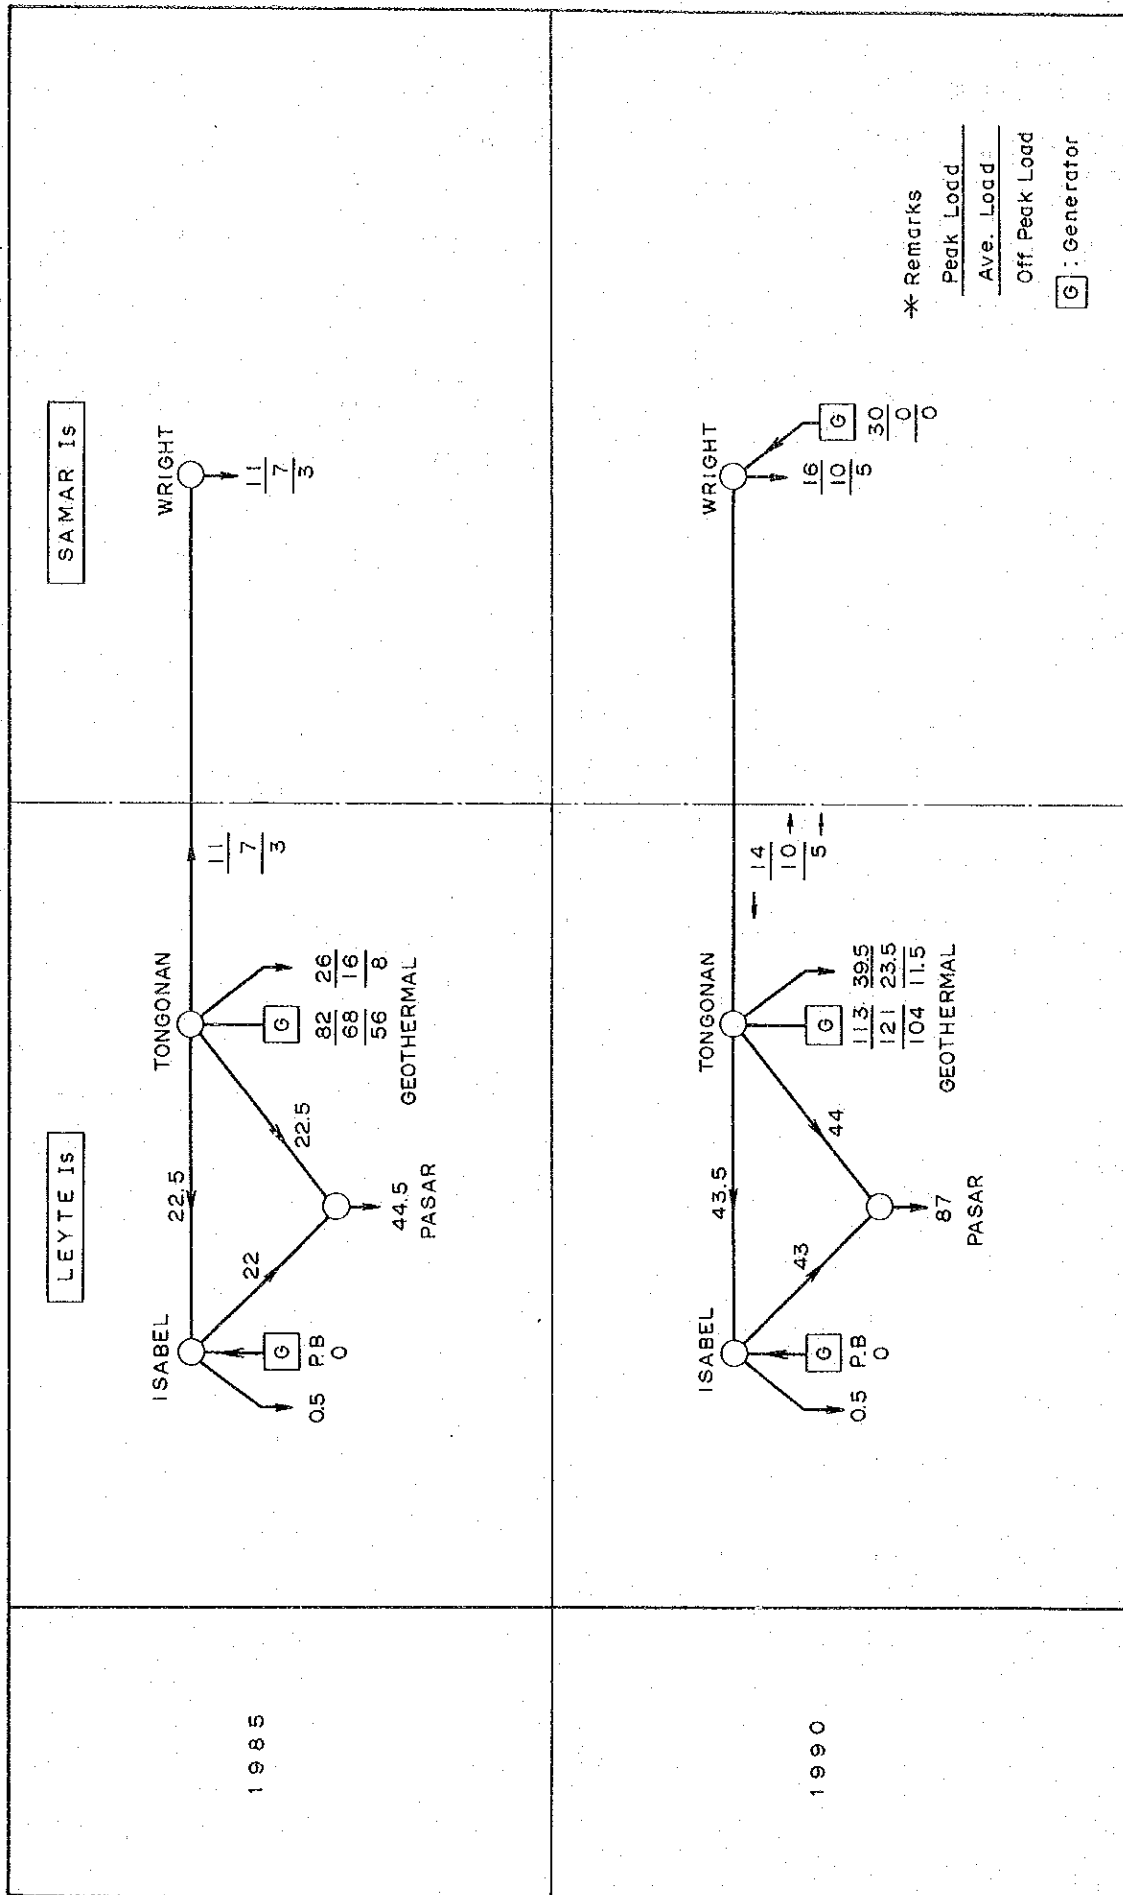 LEYTE Is
SAMAR Is
1985
ISABEL
TONGONAN
WRIGHT
22.5
22
22.5
0.5
G
P.B
0
44.5
PASAR
G
82
68
56
26
16
8
GEOTHERMAL
11
7
3
11
7
3
1990
ISABEL
TONGONAN
WRIGHT
43.5
43
44
0.5
G
P.B
0
87
PASAR
G
113
121
104
39.5
23.5
11.5
GEOTHERMAL
14
10
5
16
10
5
G
30
0
0
* Remarks
Peak Load
Ave. Load
Off Peak Load
G : Generator